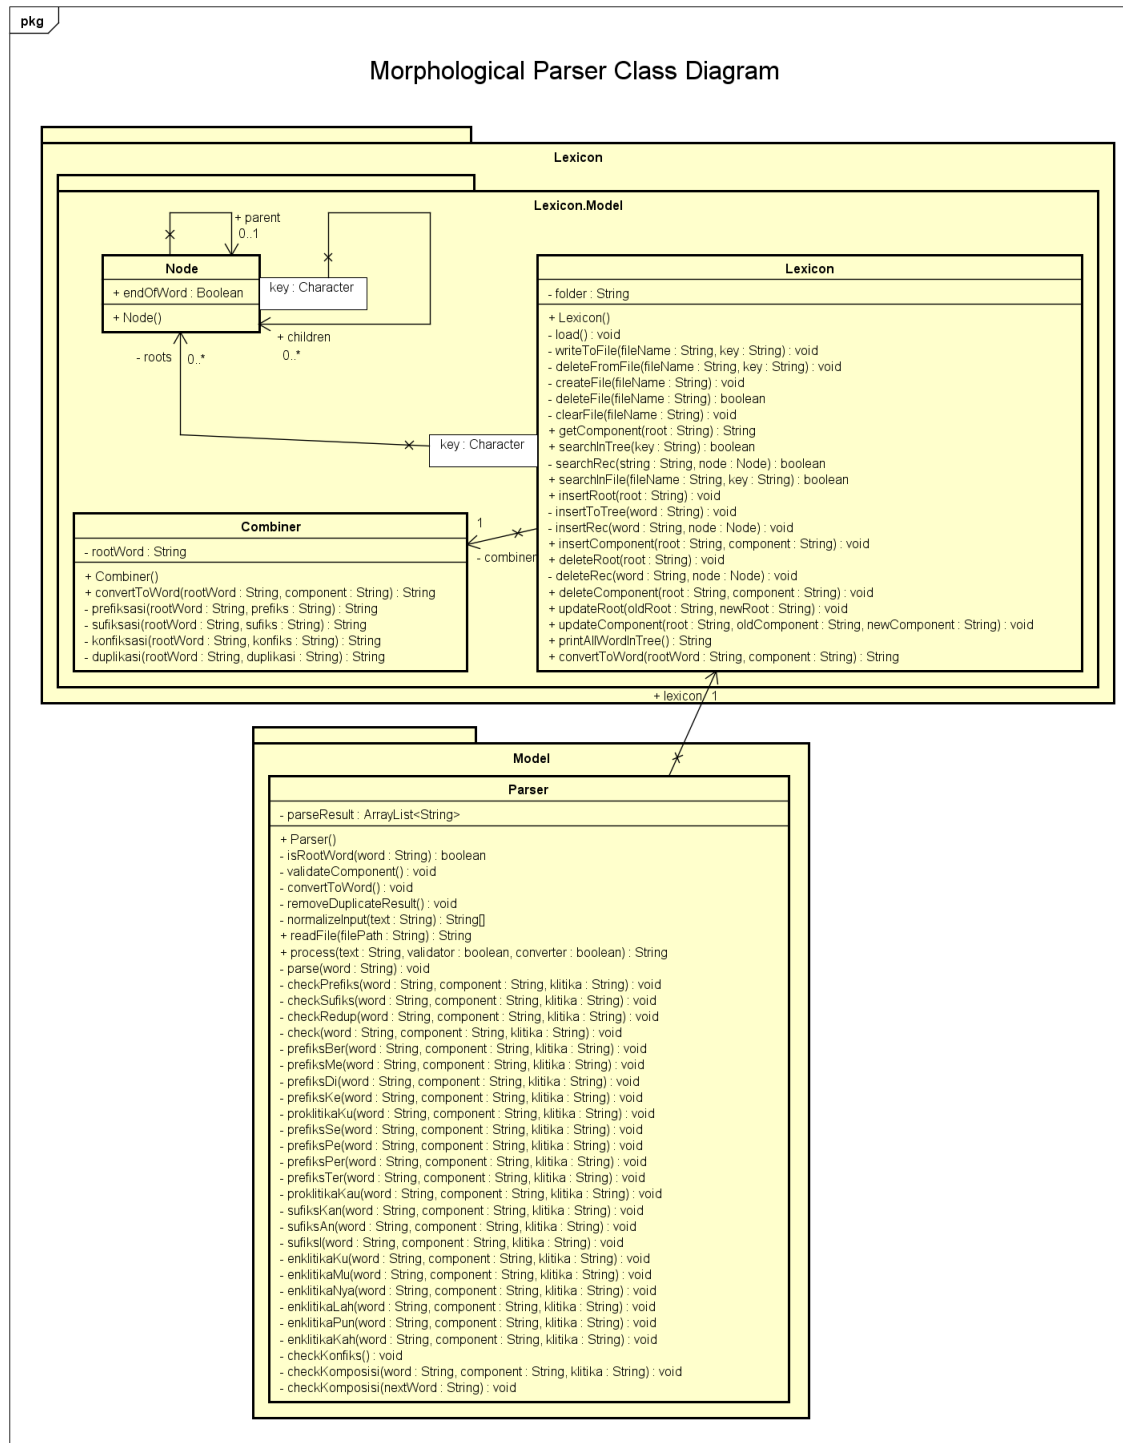 pkg
Morphological Parser Class Diagram
Lexicon
Lexicon.Model
+ parent
0..1
Node
+ endOfWord : Boolean
+ Node()
key : Character
+ children
0..*
- roots
0..*
key : Character
Lexicon
- folder : String
+ Lexicon()
- load() : void
- writeToFile(fileName : String, key : String) : void
- deleteFromFile(fileName : String, key : String) : void
- createFile(fileName : String) : void
- deleteFile(fileName : String) : boolean
- clearFile(fileName : String) : void
+ getComponent(root : String) : String
+ searchInTree(key : String) : boolean
- searchRec(string : String, node : Node) : boolean
+ searchInFile(fileName : String, key : String) : boolean
+ insertRoot(root : String) : void
- insertToTree(word : String) : void
- insertRec(word : String, node : Node) : void
+ insertComponent(root : String, component : String) : void
+ deleteRoot(root : String) : void
- deleteRec(word : String, node : Node) : void
+ deleteComponent(root : String, component : String) : void
+ updateRoot(oldRoot : String, newRoot : String) : void
+ updateComponent(root : String, oldComponent : String, newComponent : String) : void
+ printAllWordInTree() : String
+ convertToWord(rootWord : String, component : String) : String
1
- combiner
Combiner
- rootWord : String
+ Combiner()
+ convertToWord(rootWord : String, component : String) : String
- prefiksasi(rootWord : String, prefiks : String) : String
- sufiksasi(rootWord : String, sufiks : String) : String
- konfiksasi(rootWord : String, konfiks : String) : String
- duplikasi(rootWord : String, duplikasi : String) : String
+ lexicon 1
Model
Parser
- parseResult : ArrayList<String>
+ Parser()
- isRootWord(word : String) : boolean
- validateComponent() : void
- convertToWord() : void
- removeDuplicateResult() : void
- normalizeInput(text : String) : String[]
+ readFile(filePath : String) : String
+ process(text : String, validator : boolean, converter : boolean) : String
- parse(word : String) : void
- checkPrefiks(word : String, component : String, klitika : String) : void
- checkSufiks(word : String, component : String, klitika : String) : void
- checkRedup(word : String, component : String, klitika : String) : void
- check(word : String, component : String, klitika : String) : void
- prefiksBer(word : String, component : String, klitika : String) : void
- prefiksMe(word : String, component : String, klitika : String) : void
- prefiksDi(word : String, component : String, klitika : String) : void
- prefiksKe(word : String, component : String, klitika : String) : void
- proklitikaKu(word : String, component : String, klitika : String) : void
- prefiksSe(word : String, component : String, klitika : String) : void
- prefiksPe(word : String, component : String, klitika : String) : void
- prefiksPer(word : String, component : String, klitika : String) : void
- prefiksTer(word : String, component : String, klitika : String) : void
- proklitikaKau(word : String, component : String, klitika : String) : void
- sufiksKan(word : String, component : String, klitika : String) : void
- sufiksAn(word : String, component : String, klitika : String) : void
- sufiksI(word : String, component : String, klitika : String) : void
- enklitikaKu(word : String, component : String, klitika : String) : void
- enklitikaMu(word : String, component : String, klitika : String) : void
- enklitikaNya(word : String, component : String, klitika : String) : void
- enklitikaLah(word : String, component : String, klitika : String) : void
- enklitikaPun(word : String, component : String, klitika : String) : void
- enklitikaKah(word : String, component : String, klitika : String) : void
- checkKonfiks() : void
- checkKomposisi(word : String, component : String, klitika : String) : void
- checkKomposisi(nextWord : String) : void